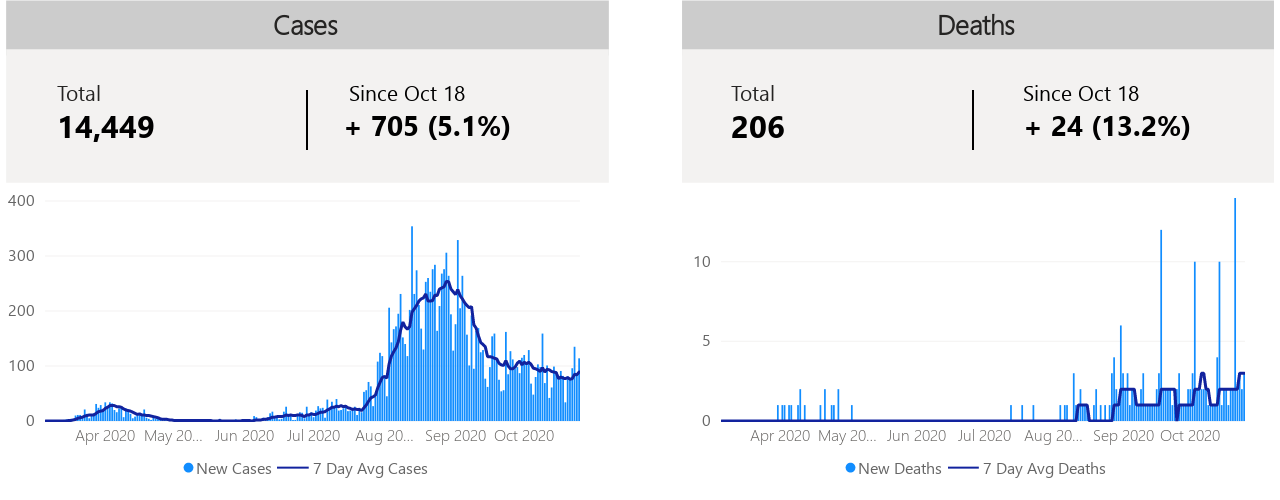 Cases
Total
Since Oct 18
14,449
+ 705 (5.1%)
400
300
200
100
0
Apr 2020 May 20... Jun 2020 Jul 2020 Aug 20... Sep 2020 Oct 2020
New Cases 7 Day Avg Cases
Deaths
Total
Since Oct 18
206
+ 24 (13.2%)
10
5
0
Apr 2020 May 20... Jun 2020 Jul 2020 Aug 20... Sep 2020 Oct 2020
New Deaths 7 Day Avg Deaths